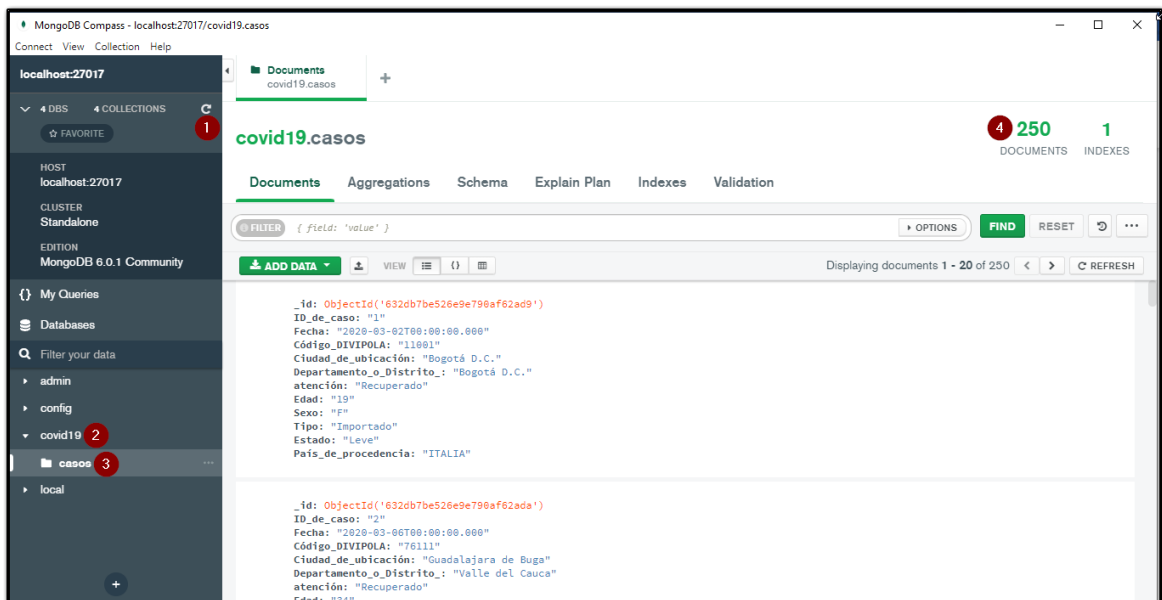 MongoDB Compass - localhost:27017/covid19.casos
Connect View Collection Help
localhost:27017
4 DBS 4 COLLECTIONS
1
FAVORITE
HOST
localhost:27017
CLUSTER
Standalone
EDITION
MongoDB 6.0.1 Community
{} My Queries
Databases
Filter your data
admin
config
covid19 2
casos 3 ...
local
+
Documents
covid19.casos
+
covid19.casos
4 250
DOCUMENTS
1
INDEXES
Documents Aggregations Schema Explain Plan Indexes Validation
FILTER { field: 'value' } OPTIONS FIND RESET ...
ADD DATA VIEW {} Displaying documents 1 - 20 of 250 < > REFRESH
_id: ObjectId('632db7be526e9e790af62ad9')
ID_de_caso: "1"
Fecha: "2020-03-02T00:00:00.000"
Código_DIVIPOLA: "11001"
Ciudad_de_ubicación: "Bogotá D.C."
Departamento_o_Distrito_: "Bogotá D.C."
atención: "Recuperado"
Edad: "19"
Sexo: "F"
Tipo: "Importado"
Estado: "Leve"
País_de_procedencia: "ITALIA"
_id: ObjectId('632db7be526e9e790af62ada')
ID_de_caso: "2"
Fecha: "2020-03-06T00:00:00.000"
Código_DIVIPOLA: "76111"
Ciudad_de_ubicación: "Guadalajara de Buga"
Departamento_o_Distrito_: "Valle del Cauca"
atención: "Recuperado"
Edad: "34"